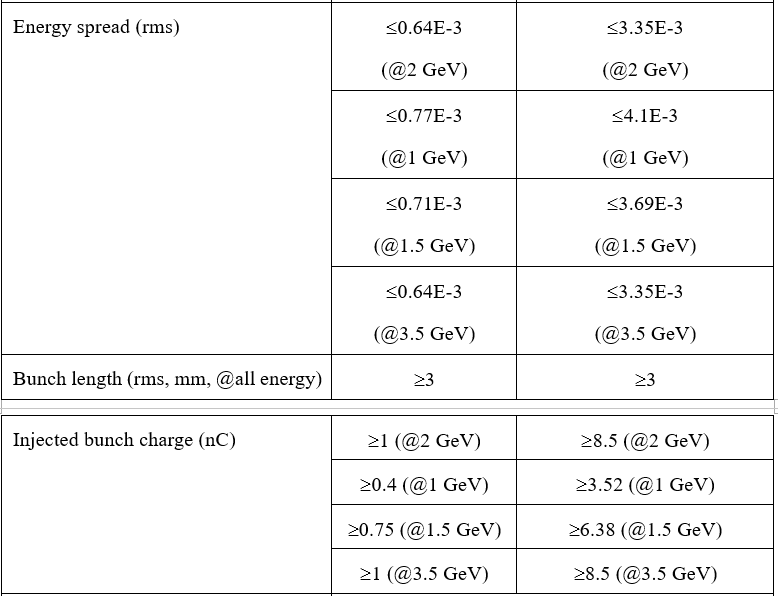 Energy spread (rms) ≤0.64E-3 ≤3.35E-3
(@2 GeV) (@2 GeV)
≤0.77E-3 ≤4.1E-3
(@1 GeV) (@1 GeV)
≤0.71E-3 ≤3.69E-3
(@1.5 GeV) (@1.5 GeV)
≤0.64E-3 ≤3.35E-3
(@3.5 GeV) (@3.5 GeV)
Bunch length (rms, mm, @all energy) ≥3 ≥3
Injected bunch charge (nC) ≥1 (@2 GeV) ≥8.5 (@2 GeV)
≥0.4 (@1 GeV) ≥3.52 (@1 GeV)
≥0.75 (@1.5 GeV) ≥6.38 (@1.5 GeV)
≥1 (@3.5 GeV) ≥8.5 (@3.5 GeV)